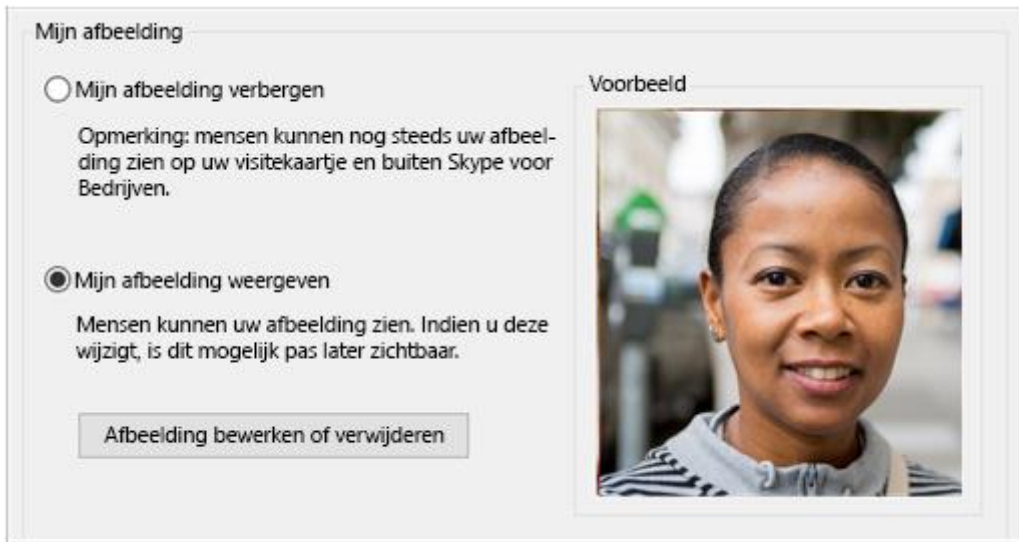 Mijn afbeelding
Mijn afbeelding verbergen
Opmerking: mensen kunnen nog steeds uw afbeel-
ding zien op uw visitekaartje en buiten Skype voor
Bedrijven.
Mijn afbeelding weergeven
Mensen kunnen uw afbeelding zien. Indien u deze
wijzigt, is dit mogelijk pas later zichtbaar.
Afbeelding bewerken of verwijderen
Voorbeeld